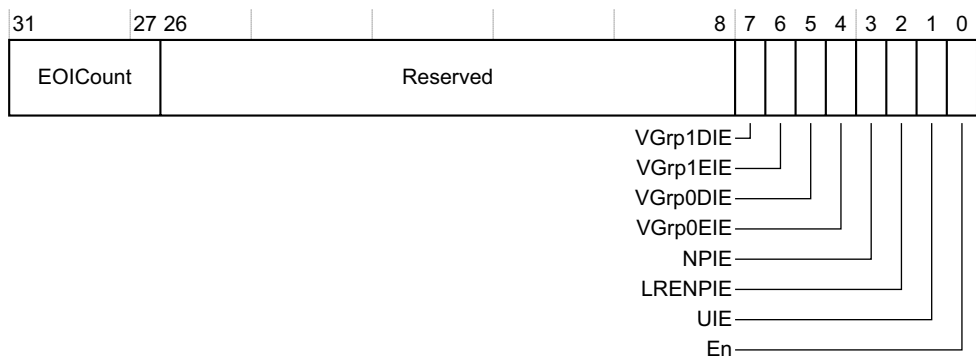 31 27 26 8 7 6 5 4 3 2 1 0
EOICount Reserved
VGrp1DIE
VGrp1EIE
VGrp0DIE
VGrp0EIE
NPIE
LRENPIE
UIE
En